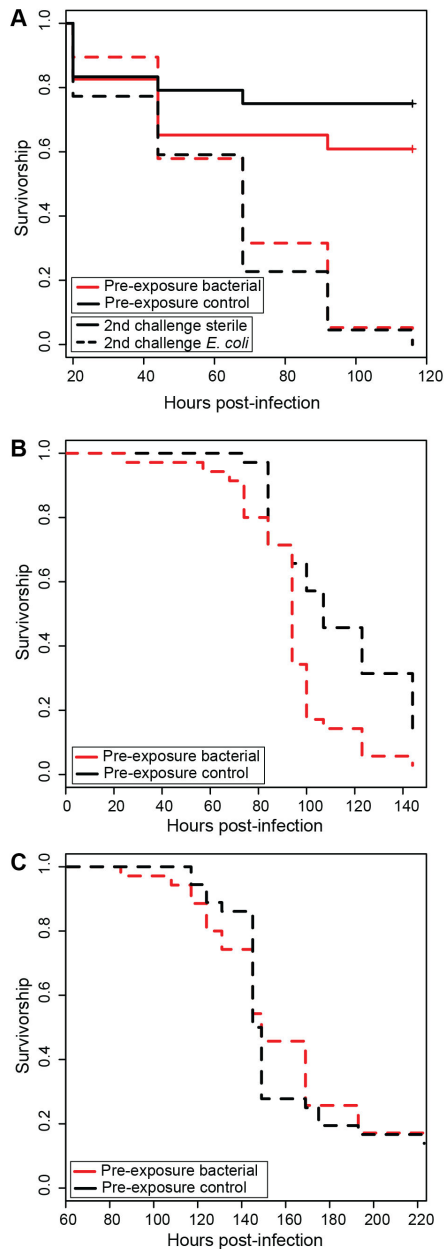 A
Survivorship
1.0
0.8
0.6
0.4
0.2
0.0
Pre-exposure bacterial
Pre-exposure control
2nd challenge sterile
2nd challenge E. coli
20 40 60 80 100 120
Hours post-infection
B
Survivorship
1.0
0.8
0.6
0.4
0.2
0.0
Pre-exposure bacterial
Pre-exposure control
0 20 40 60 80 100 120 140
Hours post-infection
C
Survivorship
1.0
0.8
0.6
0.4
0.2
0.0
Pre-exposure bacterial
Pre-exposure control
60 80 100 120 140 160 180 200 220
Hours post-infection